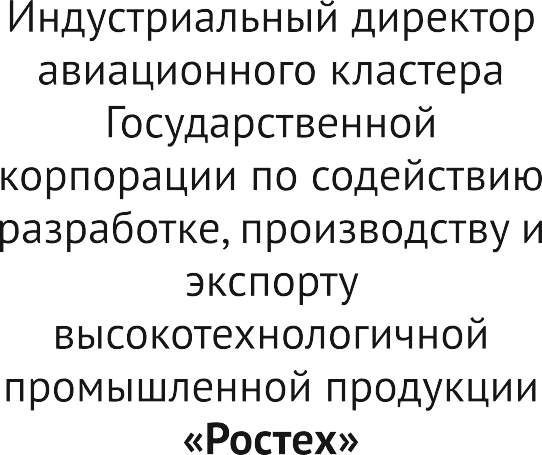 Индустриальный директор
авиационного кластера
Государственной
корпорации по содействию
разработке, производству и
экспорту
высокотехнологичной
промышленной продукции
«Ростех»